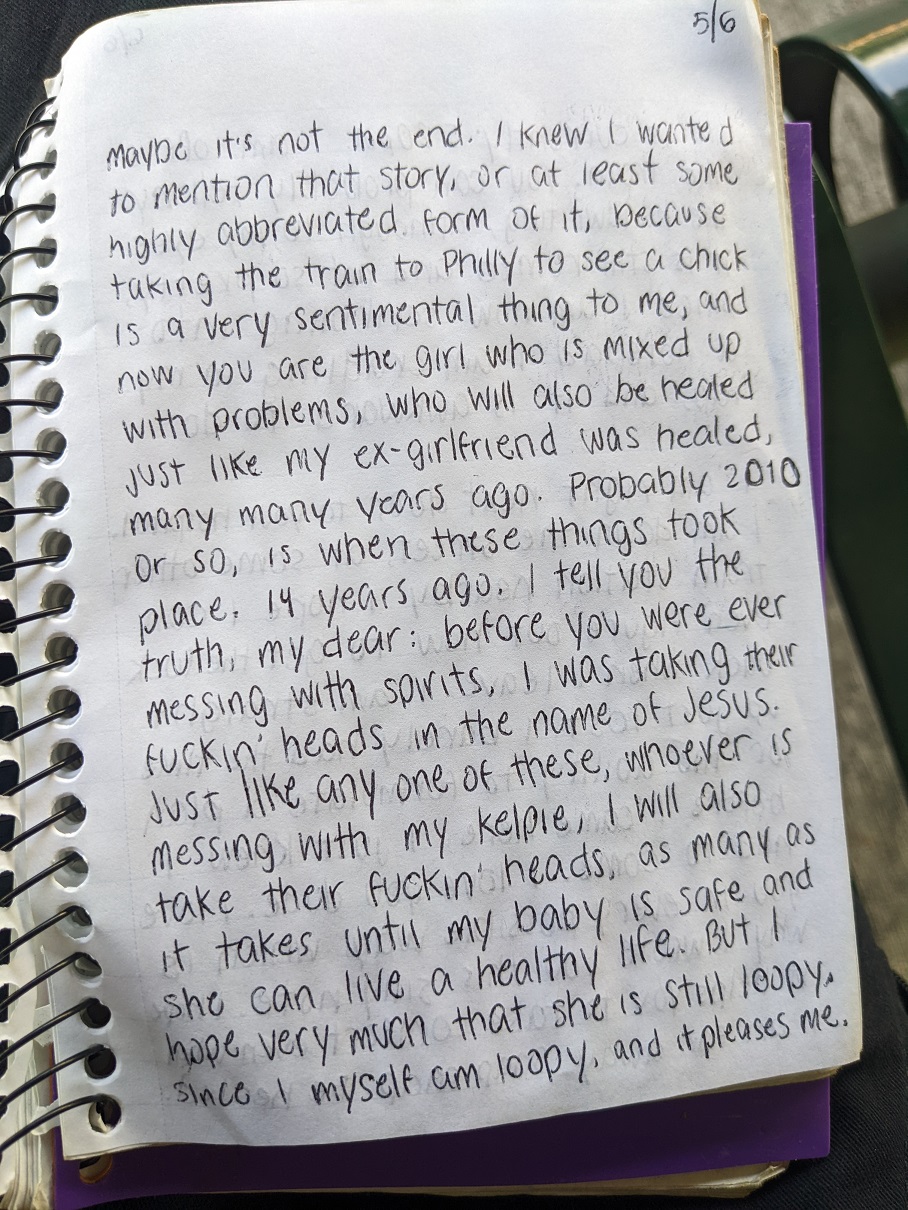 5/6
maybe it's not the end. I knew I wanted
to mention that story, or at least some
highly abbreviated form of it, because
taking the train to Philly to see a chick
is a very sentimental thing to me, and
now you are the girl who is mixed up
with problems, who will also be healed
just like my ex-girlfriend was healed,
many many years ago. Probably 2010
or so, is when these things took
place. 14 years ago. I tell you the
truth, my dear: before you were ever
messing with spirits, I was taking their
fuckin' heads in the name of Jesus.
Just like any one of these, whoever is
messing with my kelpie, I will also
take their fuckin' heads, as many as
it takes until my baby is safe and
she can live a healthy life. But I
hope very much that she is still loopy,
since I myself am loopy, and it pleases me.